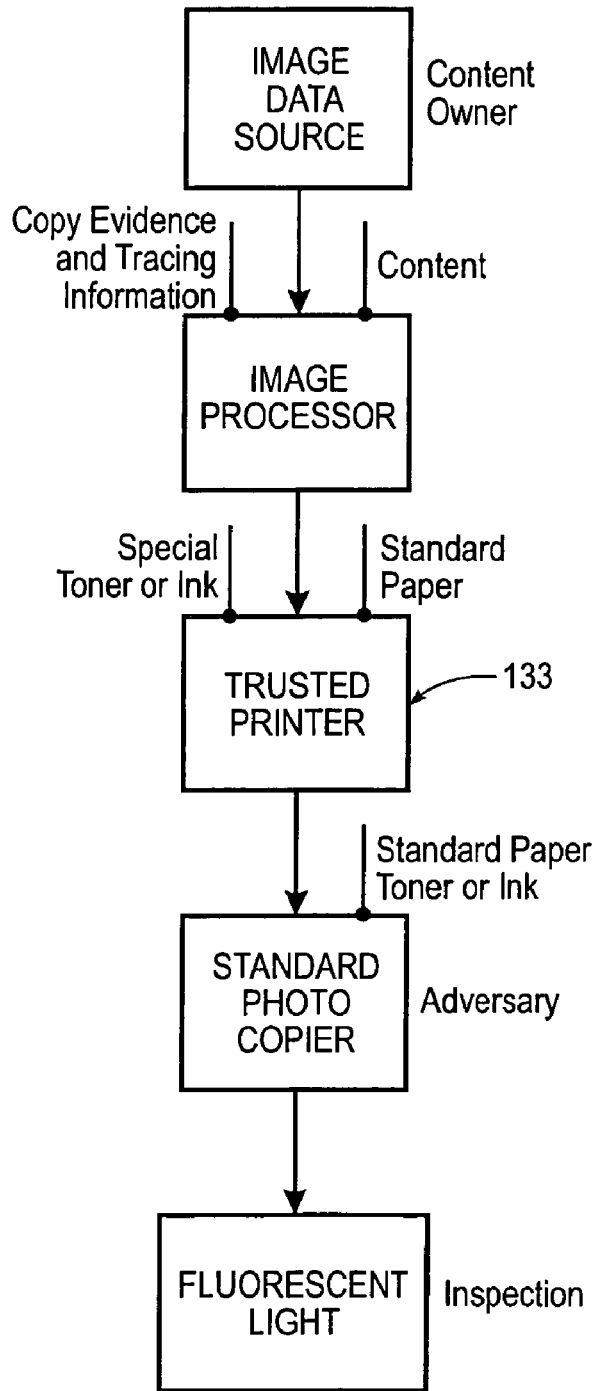 IMAGE
DATA
SOURCE
Content
Owner
Copy Evidence
and Tracing
Information
Content
IMAGE
PROCESSOR
Special
Toner or Ink
Standard
Paper
TRUSTED
PRINTER
133
Standard Paper
Toner or Ink
STANDARD
PHOTO
COPIER
Adversary
FLUORESCENT
LIGHT
Inspection